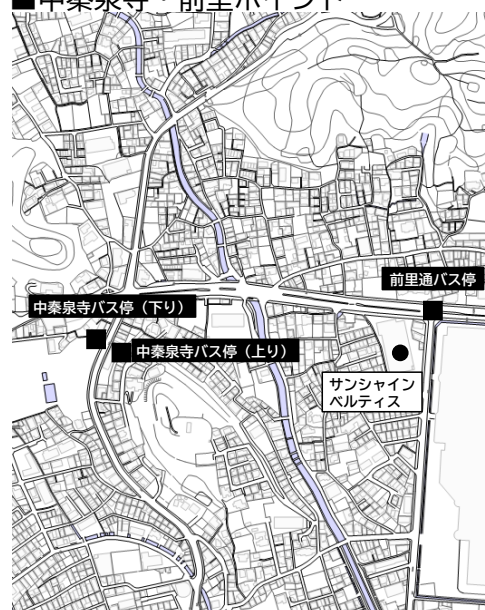 ■中秦泉寺・前里ポイント
前里通バス停
中秦泉寺バス停（下り）
中秦泉寺バス停（上り）
サンシャイン
ベルティス